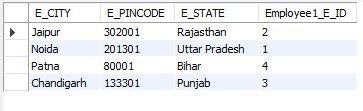 E_CITY E_PINCODE E_STATE Employee1_E_ID
Jaipur 302001 Rajasthan 2
Noida 201301 Uttar Pradesh 1
Patna 80001 Bihar 4
Chandigarh 133301 Punjab 3